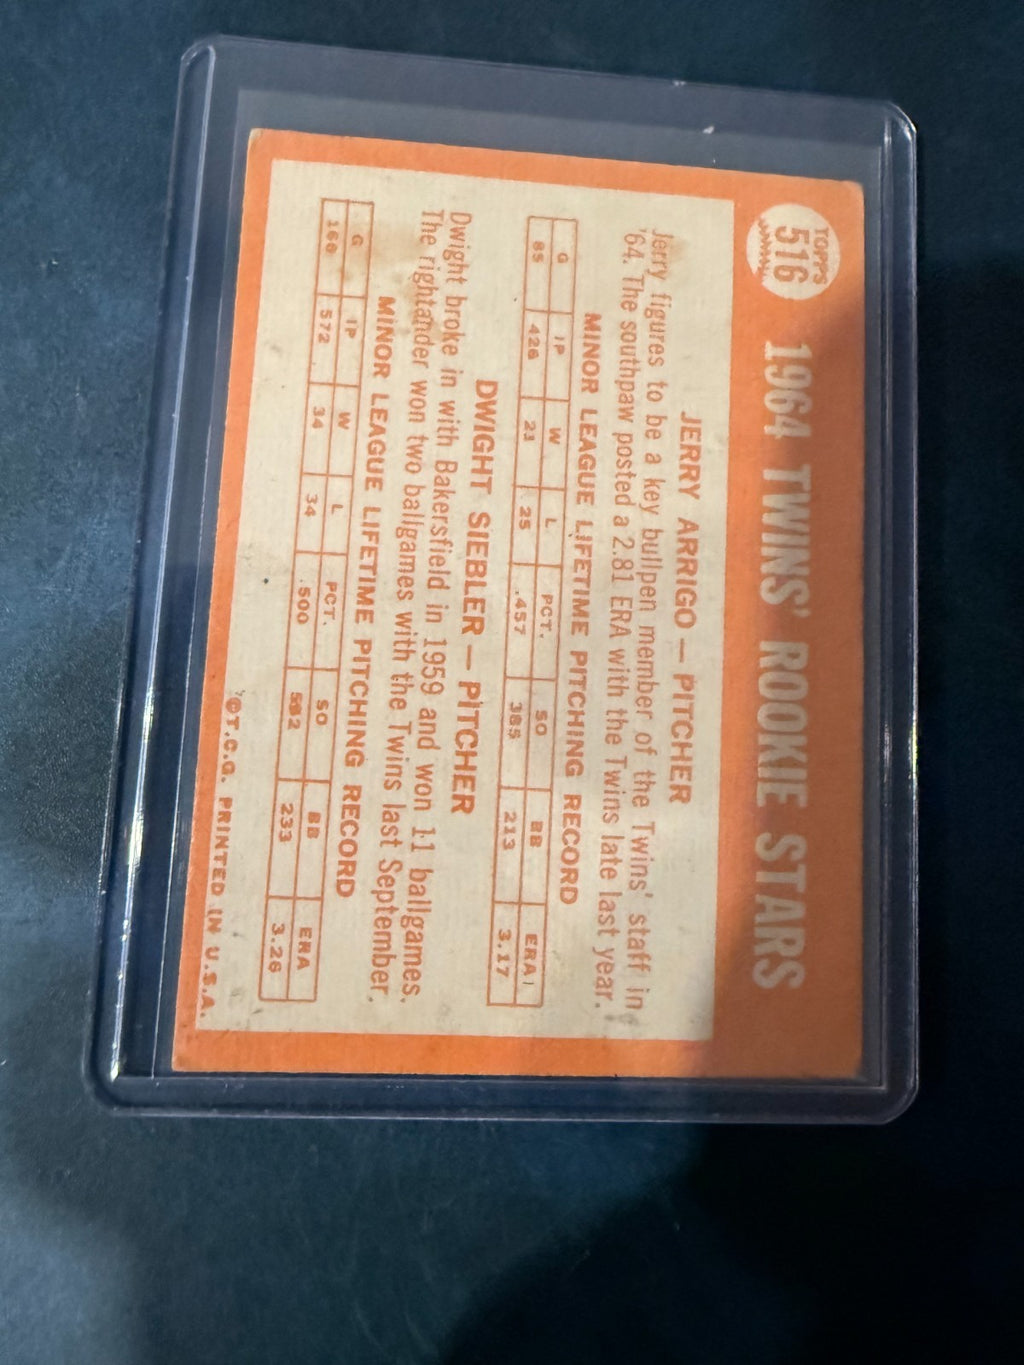 TOPPS
516
1964 TWINS' ROOKIE STARS
JERRY ARRIGO — PITCHER
Jerry figures to be a key bullpen member of the Twins' staff in
'64. The southpaw posted a 2.81 ERA with the Twins late last year.
MINOR LEAGUE LIFETIME PITCHING RECORD
G IP W L PCT. SO BB ERA
85 426 23 25 .457 385 213 3.17
DWIGHT SIEBLER — PITCHER
Dwight broke in with Bakersfield in 1959 and won 11 ballgames.
The rightander won two ballgames with the Twins last September.
MINOR LEAGUE LIFETIME PITCHING RECORD
G IP W L PCT. SO BB ERA
572 34 34 .500 233 3.26
©T.C.G. PRINTED IN U.S.A.